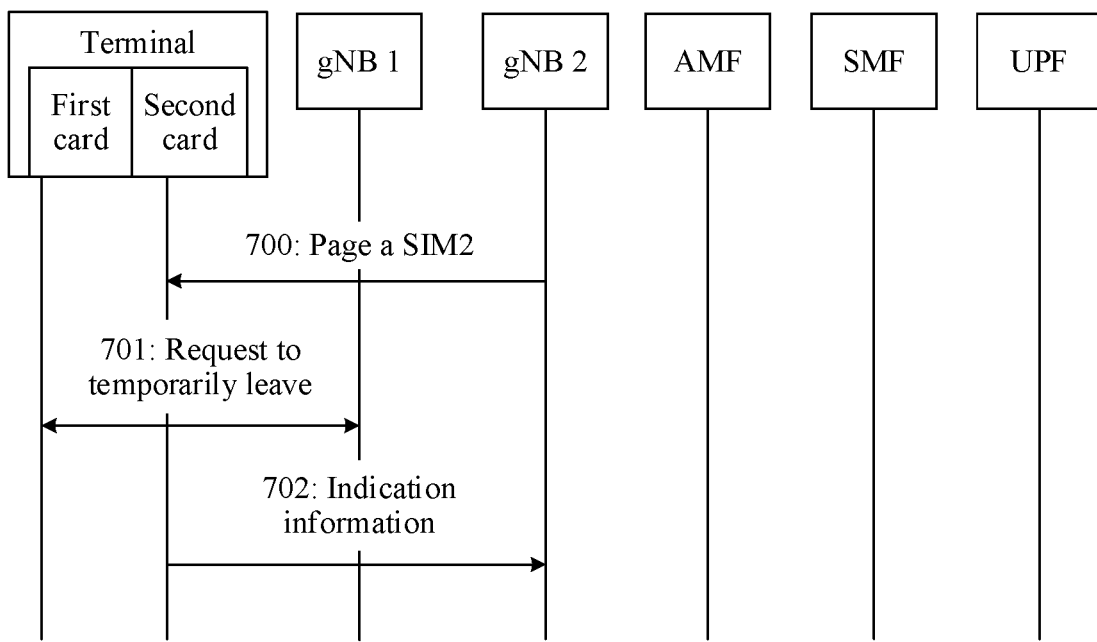 Terminal
First
card
Second
card
gNB 1
gNB 2
AMF
SMF
UPF
700: Page a SIM2
701: Request to
temporarily leave
702: Indication
information